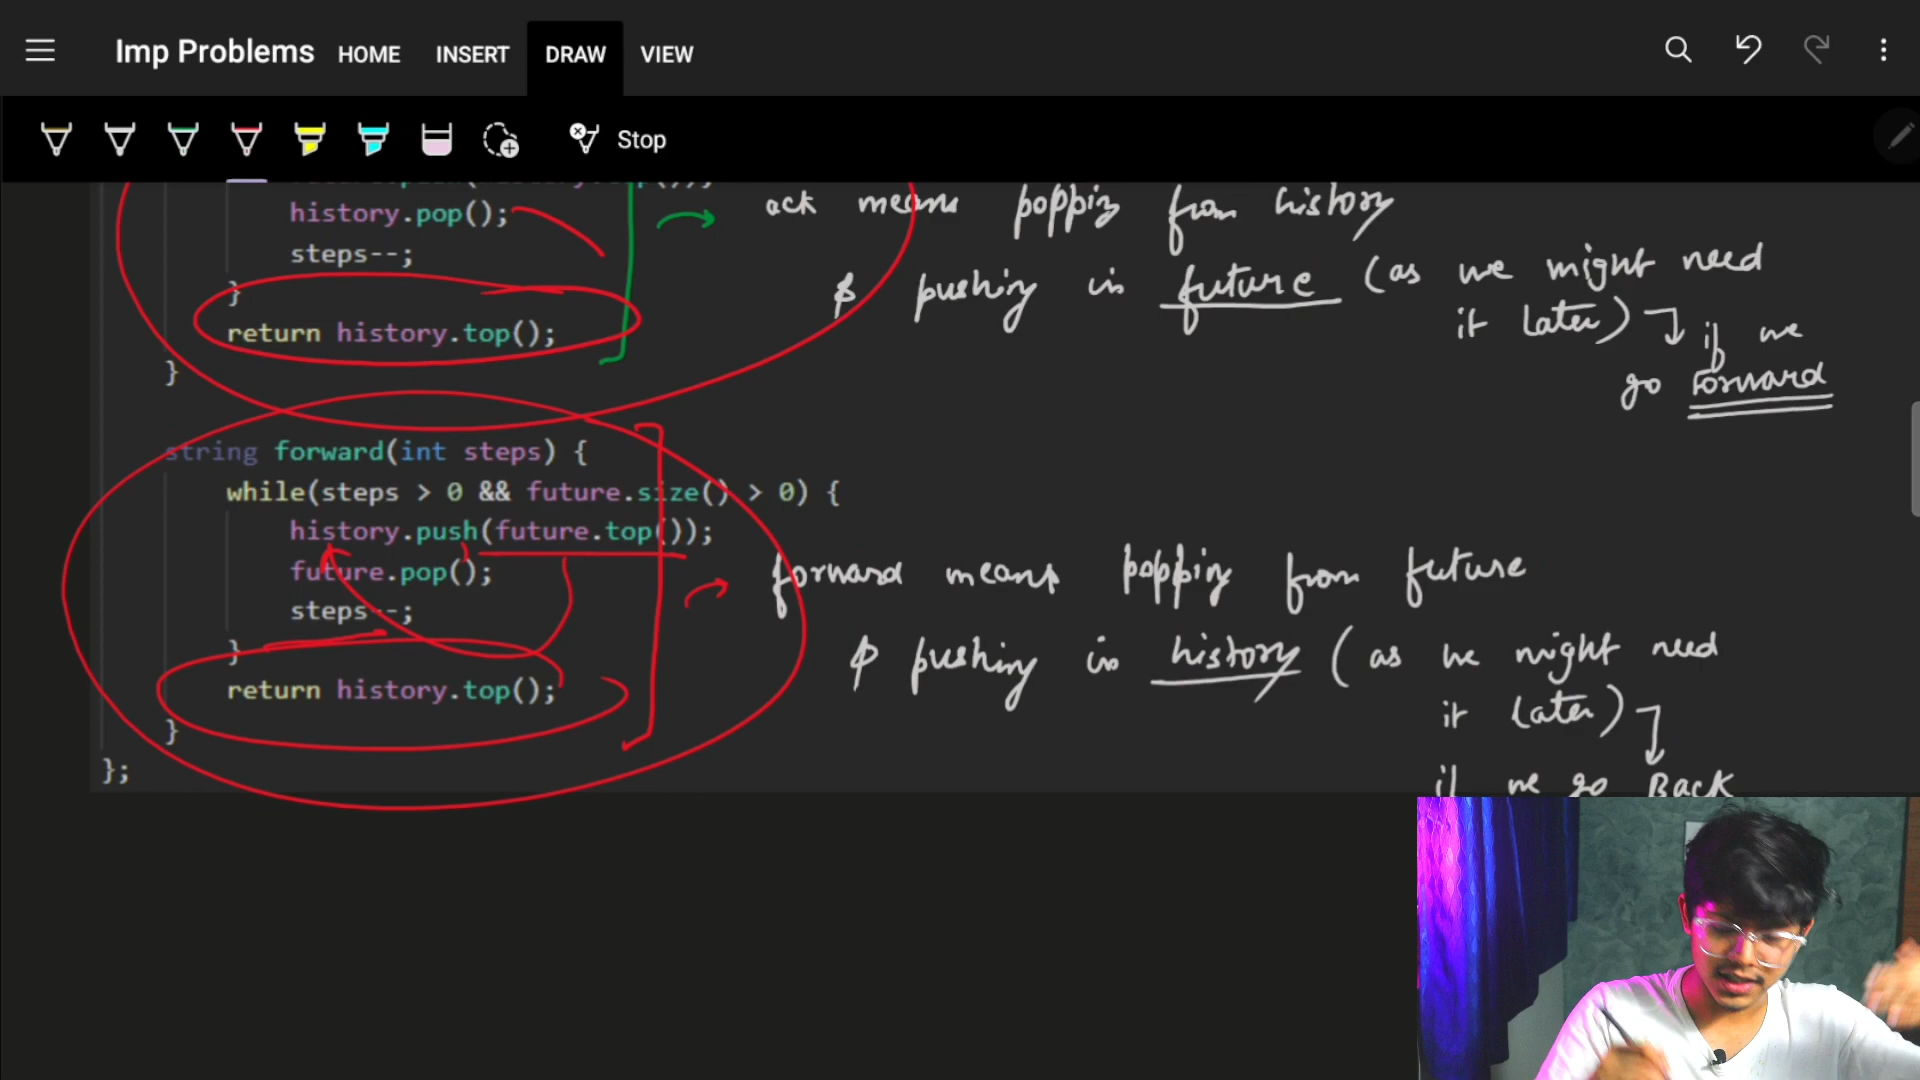 Imp Problems HOME INSERT DRAW VIEW
Stop
history.pop();
steps--;
}
return history.top();
}
ack means popping from history
& pushing in future (as we might need
it later) if we
go Forward
string forward(int steps) {
while(steps > 0 && future.size() > 0) {
history.push(future.top());
future.pop();
steps--;
}
return history.top();
}
};
forward means popping from future
& pushing in history (as we might need
it later)
if we go Back